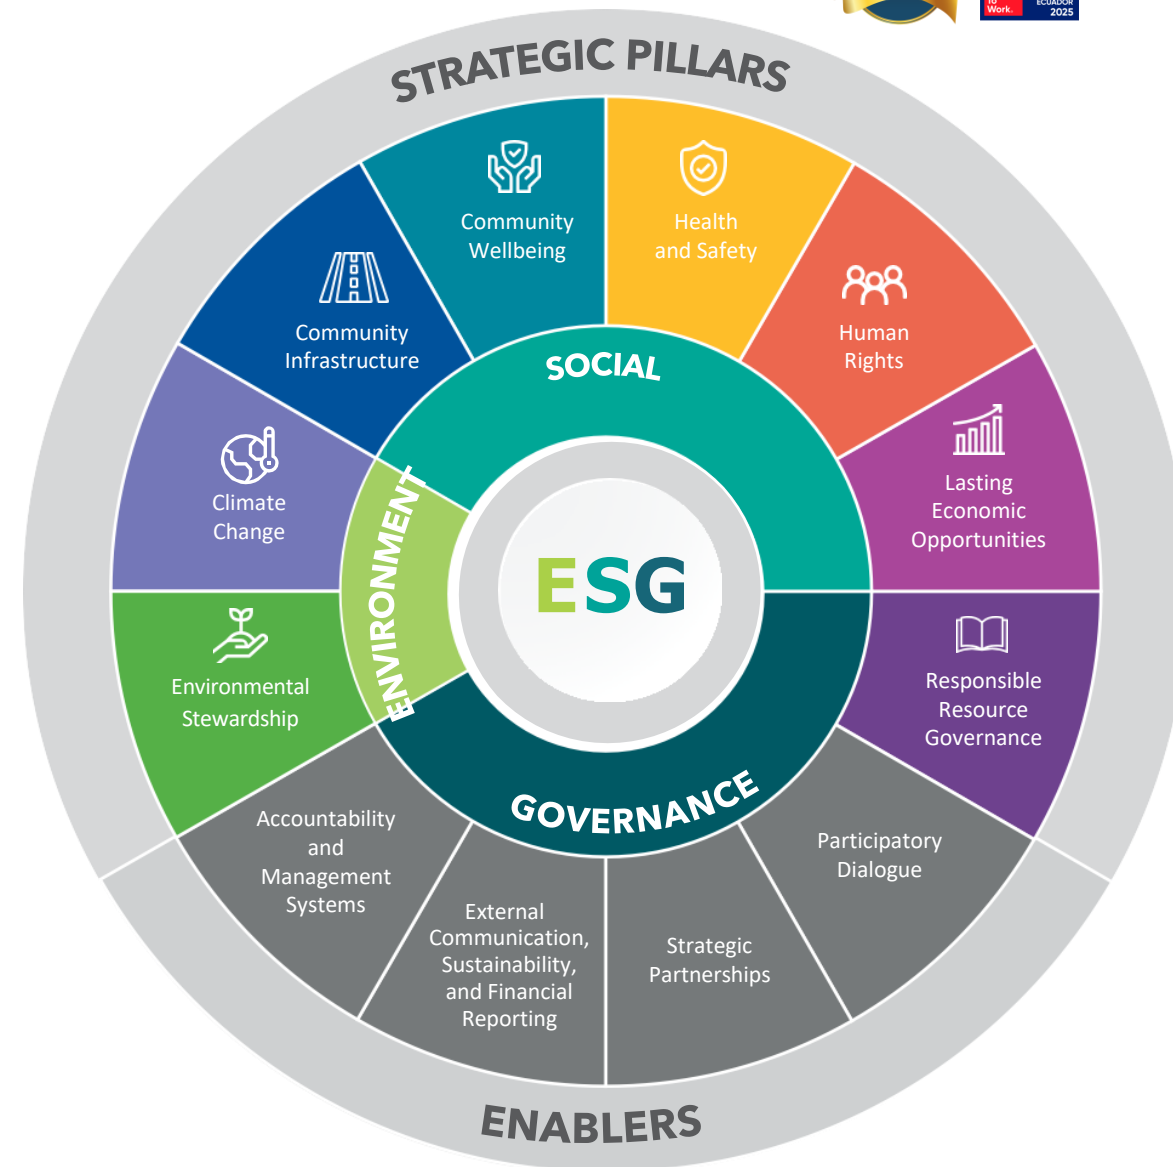 To
Work.
ECUADOR
2025
STRATEGIC PILLARS
Community
Wellbeing
Health
and Safety
Community
Infrastructure
Human
Rights
SOCIAL
Climate
Change
Lasting
Economic
Opportunities
ENVIRONMENT
ESG
Environmental
Stewardship
Responsible
Resource
Governance
GOVERNANCE
Accountability
and
Management
Systems
External
Communication,
Sustainability,
and Financial
Reporting
Strategic
Partnerships
Participatory
Dialogue
ENABLERS